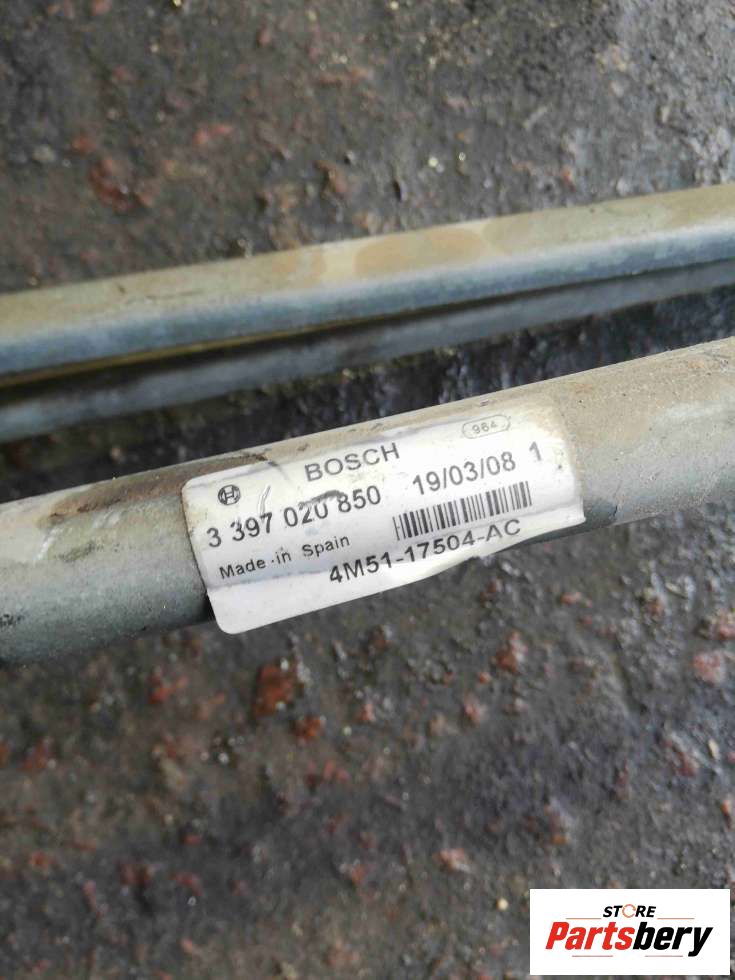 964
BOSCH
3 397 020 850 19/03/08 1
Made in Spain
4M51-17504-AC
STORE
Partsbery